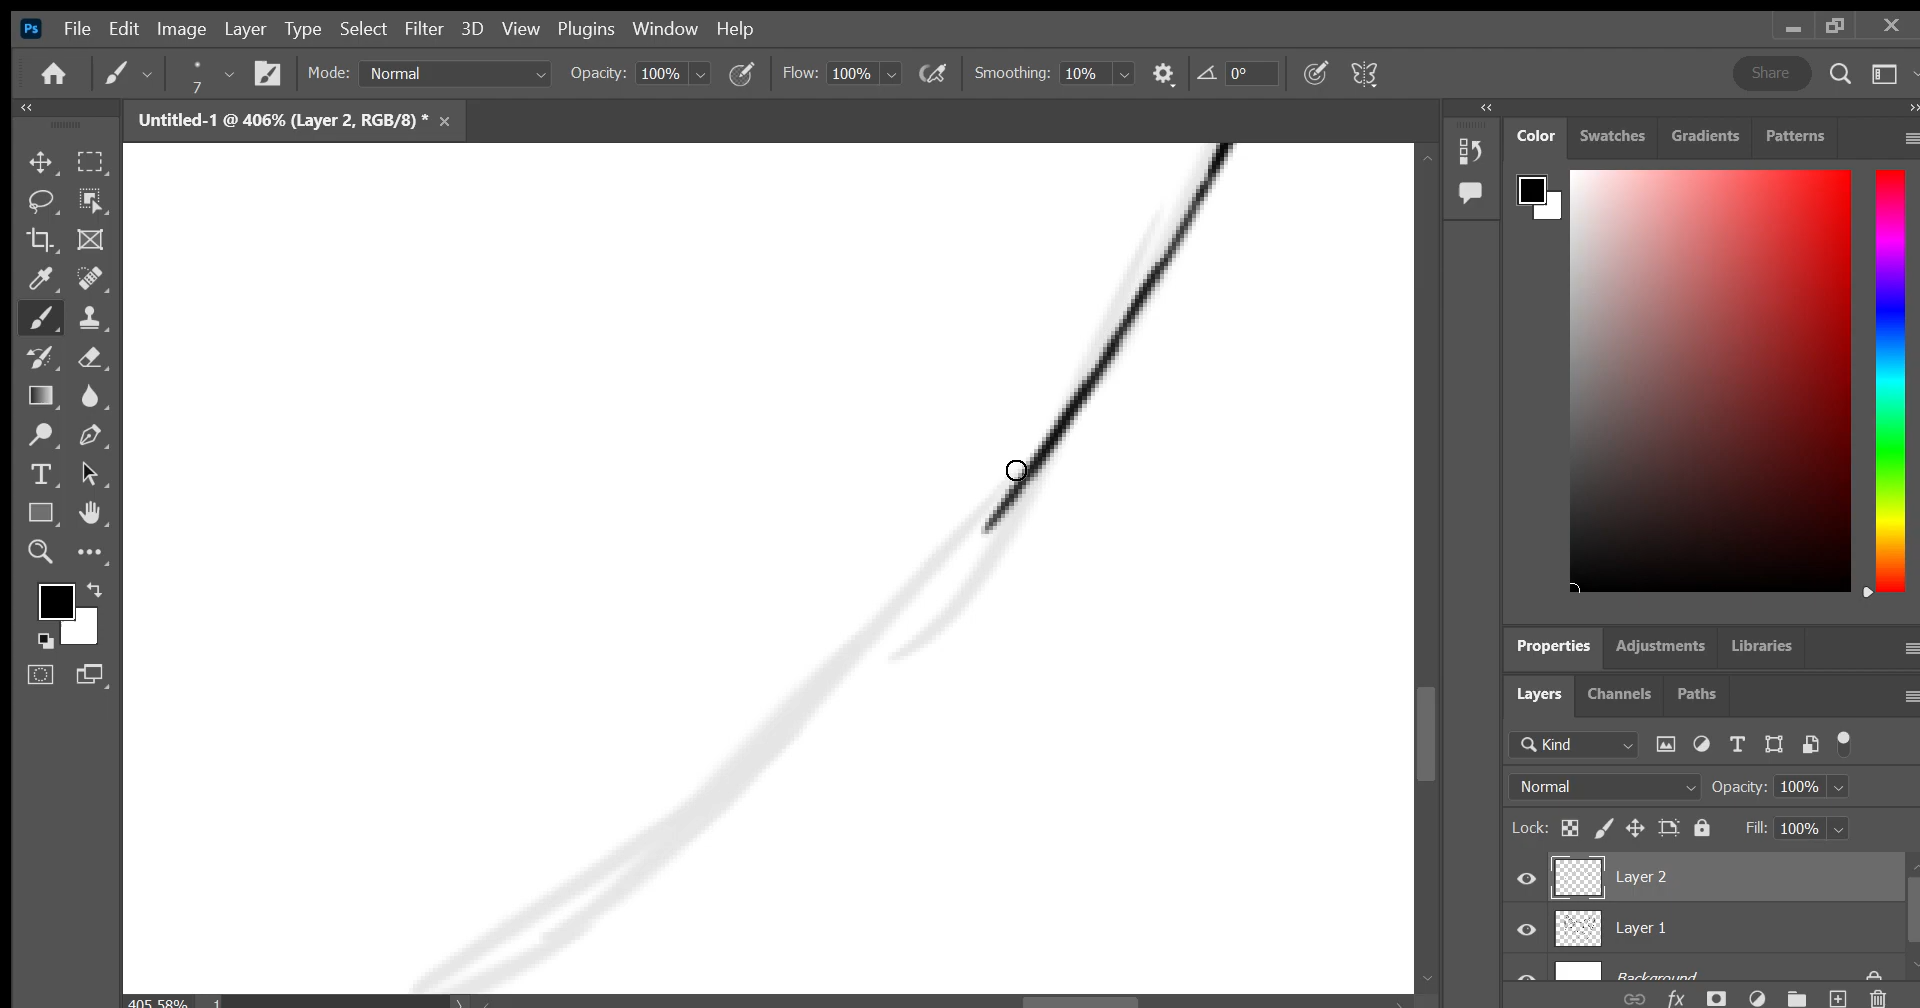 Ps File Edit Image Layer Type Select Filter 3D View Plugins Window Help
7 Mode: Normal Opacity: 100% Flow: 100% Smoothing: 10% 0° Share
Untitled-1 @ 406% (Layer 2, RGB/8) *
Color Swatches Gradients Patterns
Properties Adjustments Libraries
Layers Channels Paths
Kind
Normal Opacity: 100%
Lock: Fill: 100%
Layer 2
Layer 1
Background
405.58% 1
fx